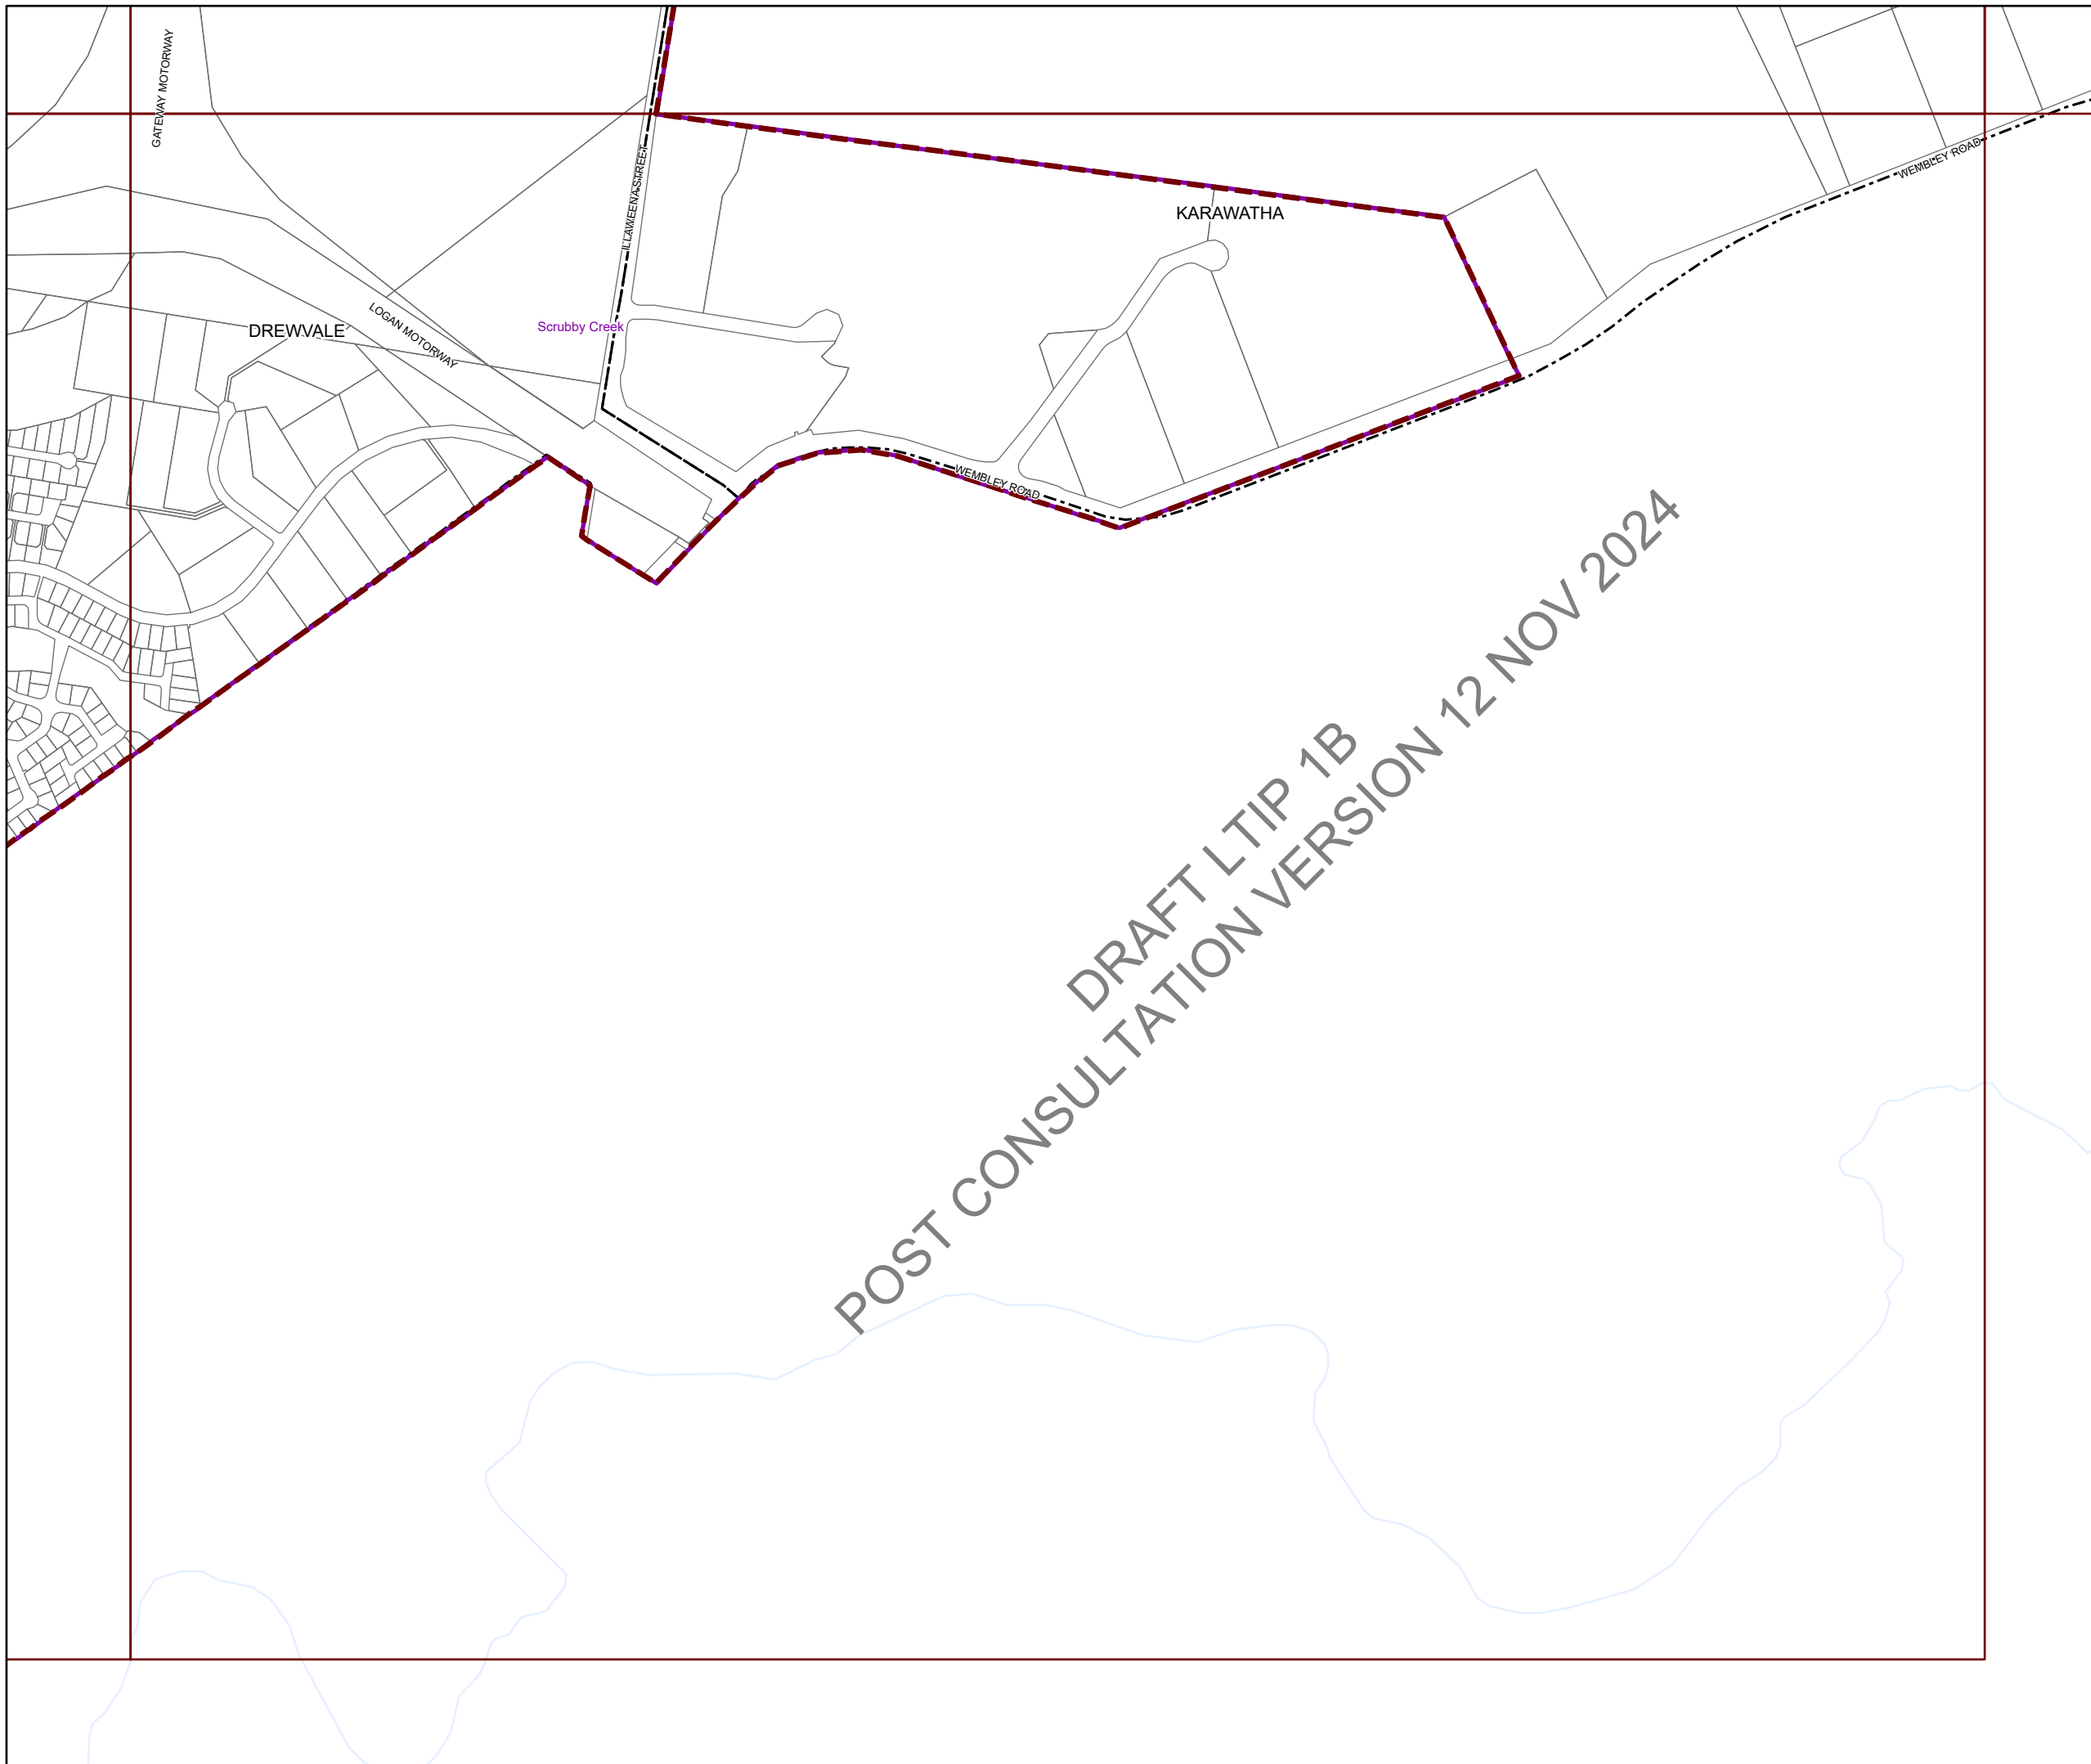 GATEWAY MOTORWAY
ILLAWEENA STREET
WEMBLEY ROAD
KARAWATHA
Scrubby Creek
DREWVALE
LOGAN MOTORWAY
WEMBLEY ROAD
DRAFT LTIP 1B
POST CONSULTATION VERSION 12 NOV 2024